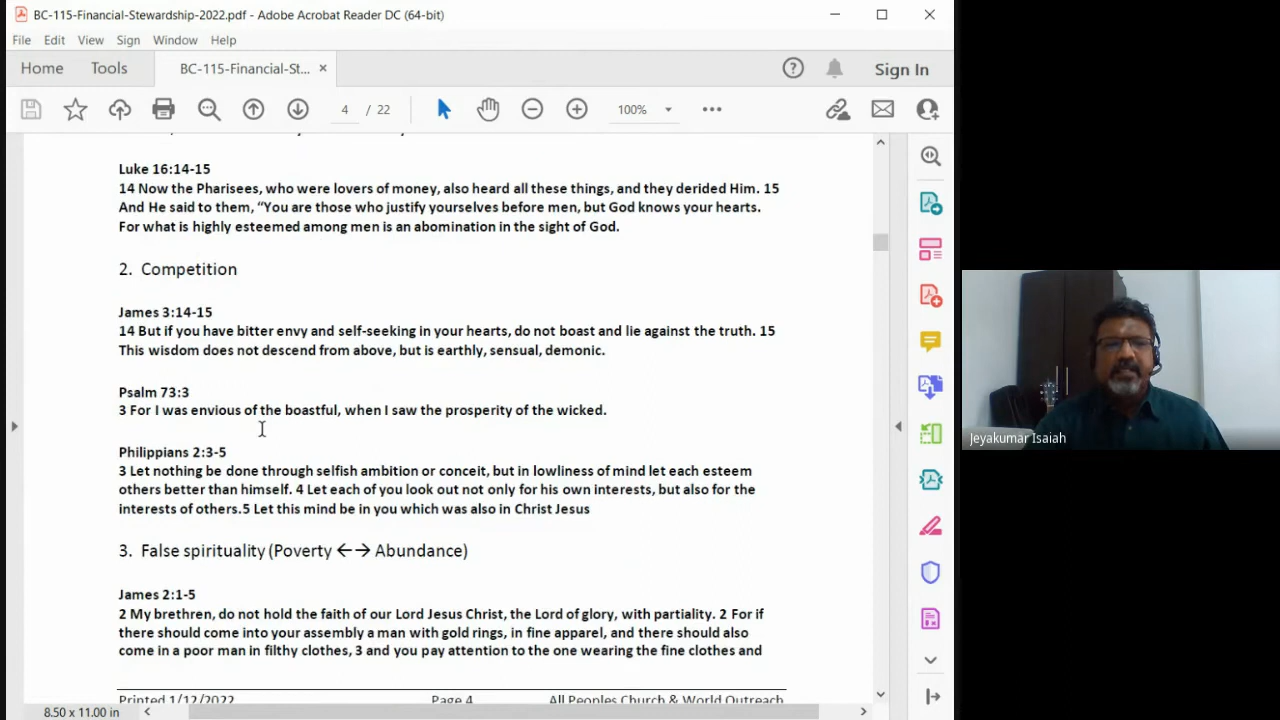 BC-115-Financial-Stewardship-2022.pdf - Adobe Acrobat Reader DC (64-bit)
File Edit View Sign Window Help
Home Tools BC-115-Financial-St... × Sign In
4 / 22 100%
Luke 16:14-15
14 Now the Pharisees, who were lovers of money, also heard all these things, and they derided Him. 15
And He said to them, “You are those who justify yourselves before men, but God knows your hearts.
For what is highly esteemed among men is an abomination in the sight of God.
2. Competition
James 3:14-15
14 But if you have bitter envy and self-seeking in your hearts, do not boast and lie against the truth. 15
This wisdom does not descend from above, but is earthly, sensual, demonic.
Psalm 73:3
3 For I was envious of the boastful, when I saw the prosperity of the wicked.
Philippians 2:3-5
3 Let nothing be done through selfish ambition or conceit, but in lowliness of mind let each esteem
others better than himself. 4 Let each of you look out not only for his own interests, but also for the
interests of others.5 Let this mind be in you which was also in Christ Jesus
3. False spirituality (Poverty ←→ Abundance)
James 2:1-5
2 My brethren, do not hold the faith of our Lord Jesus Christ, the Lord of glory, with partiality. 2 For if
there should come into your assembly a man with gold rings, in fine apparel, and there should also
come in a poor man in filthy clothes, 3 and you pay attention to the one wearing the fine clothes and
Printed 1/12/2022 Page 4 All Peoples Church & World Outreach
8.50 x 11.00 in
Jeyakumar Isaiah